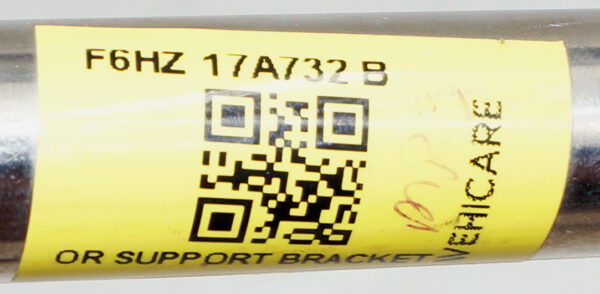 F6HZ 17A732 B
VEHICARE
OR SUPPORT BRACKET